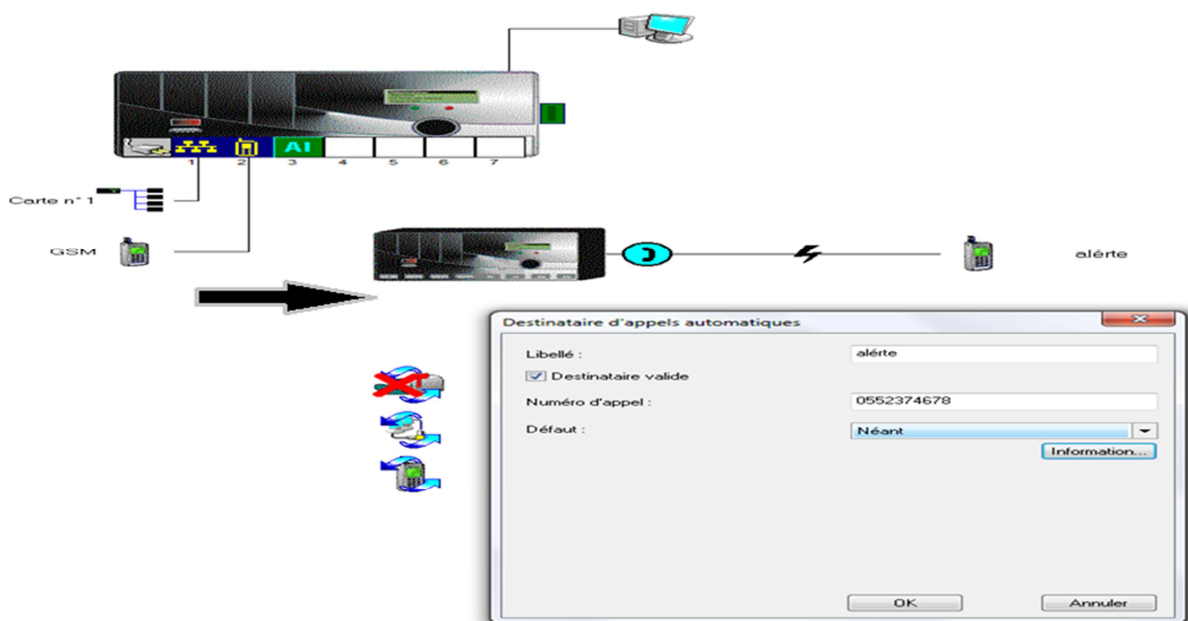 AI
1 2 3 4 5 6 7
Carte n° 1
GSM
alérte
Destinataire d'appels automatiques
Libellé :
alérte
Destinataire valide
Numéro d'appel :
0552374678
Défaut :
Néant
Information...
OK
Annuler